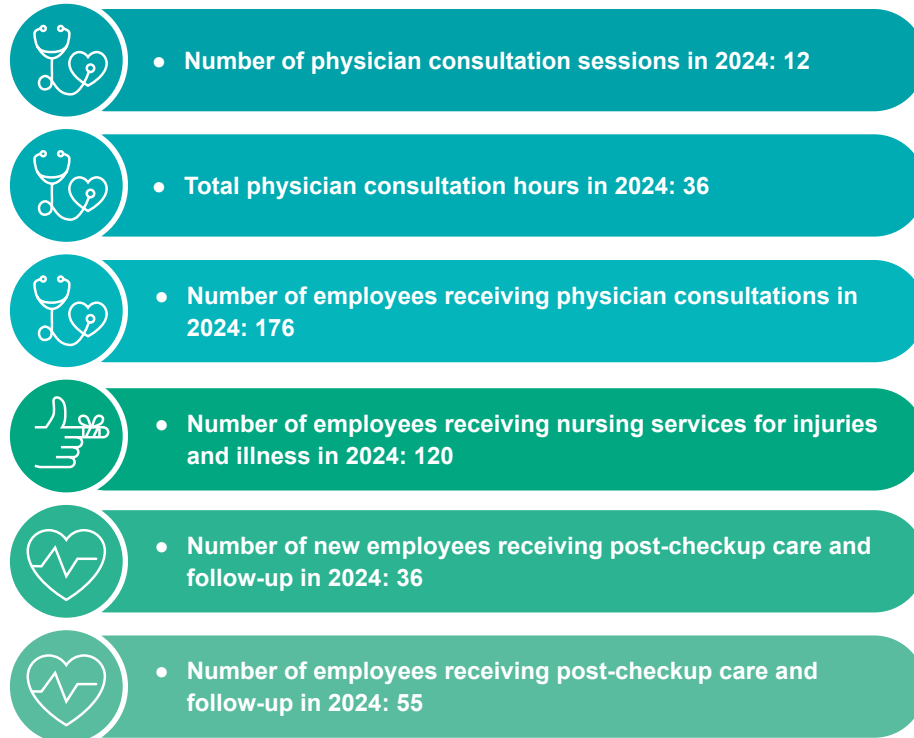 ● Number of physician consultation sessions in 2024: 12
● Total physician consultation hours in 2024: 36
● Number of employees receiving physician consultations in
2024: 176
● Number of employees receiving nursing services for injuries
and illness in 2024: 120
● Number of new employees receiving post-checkup care and
follow-up in 2024: 36
● Number of employees receiving post-checkup care and
follow-up in 2024: 55